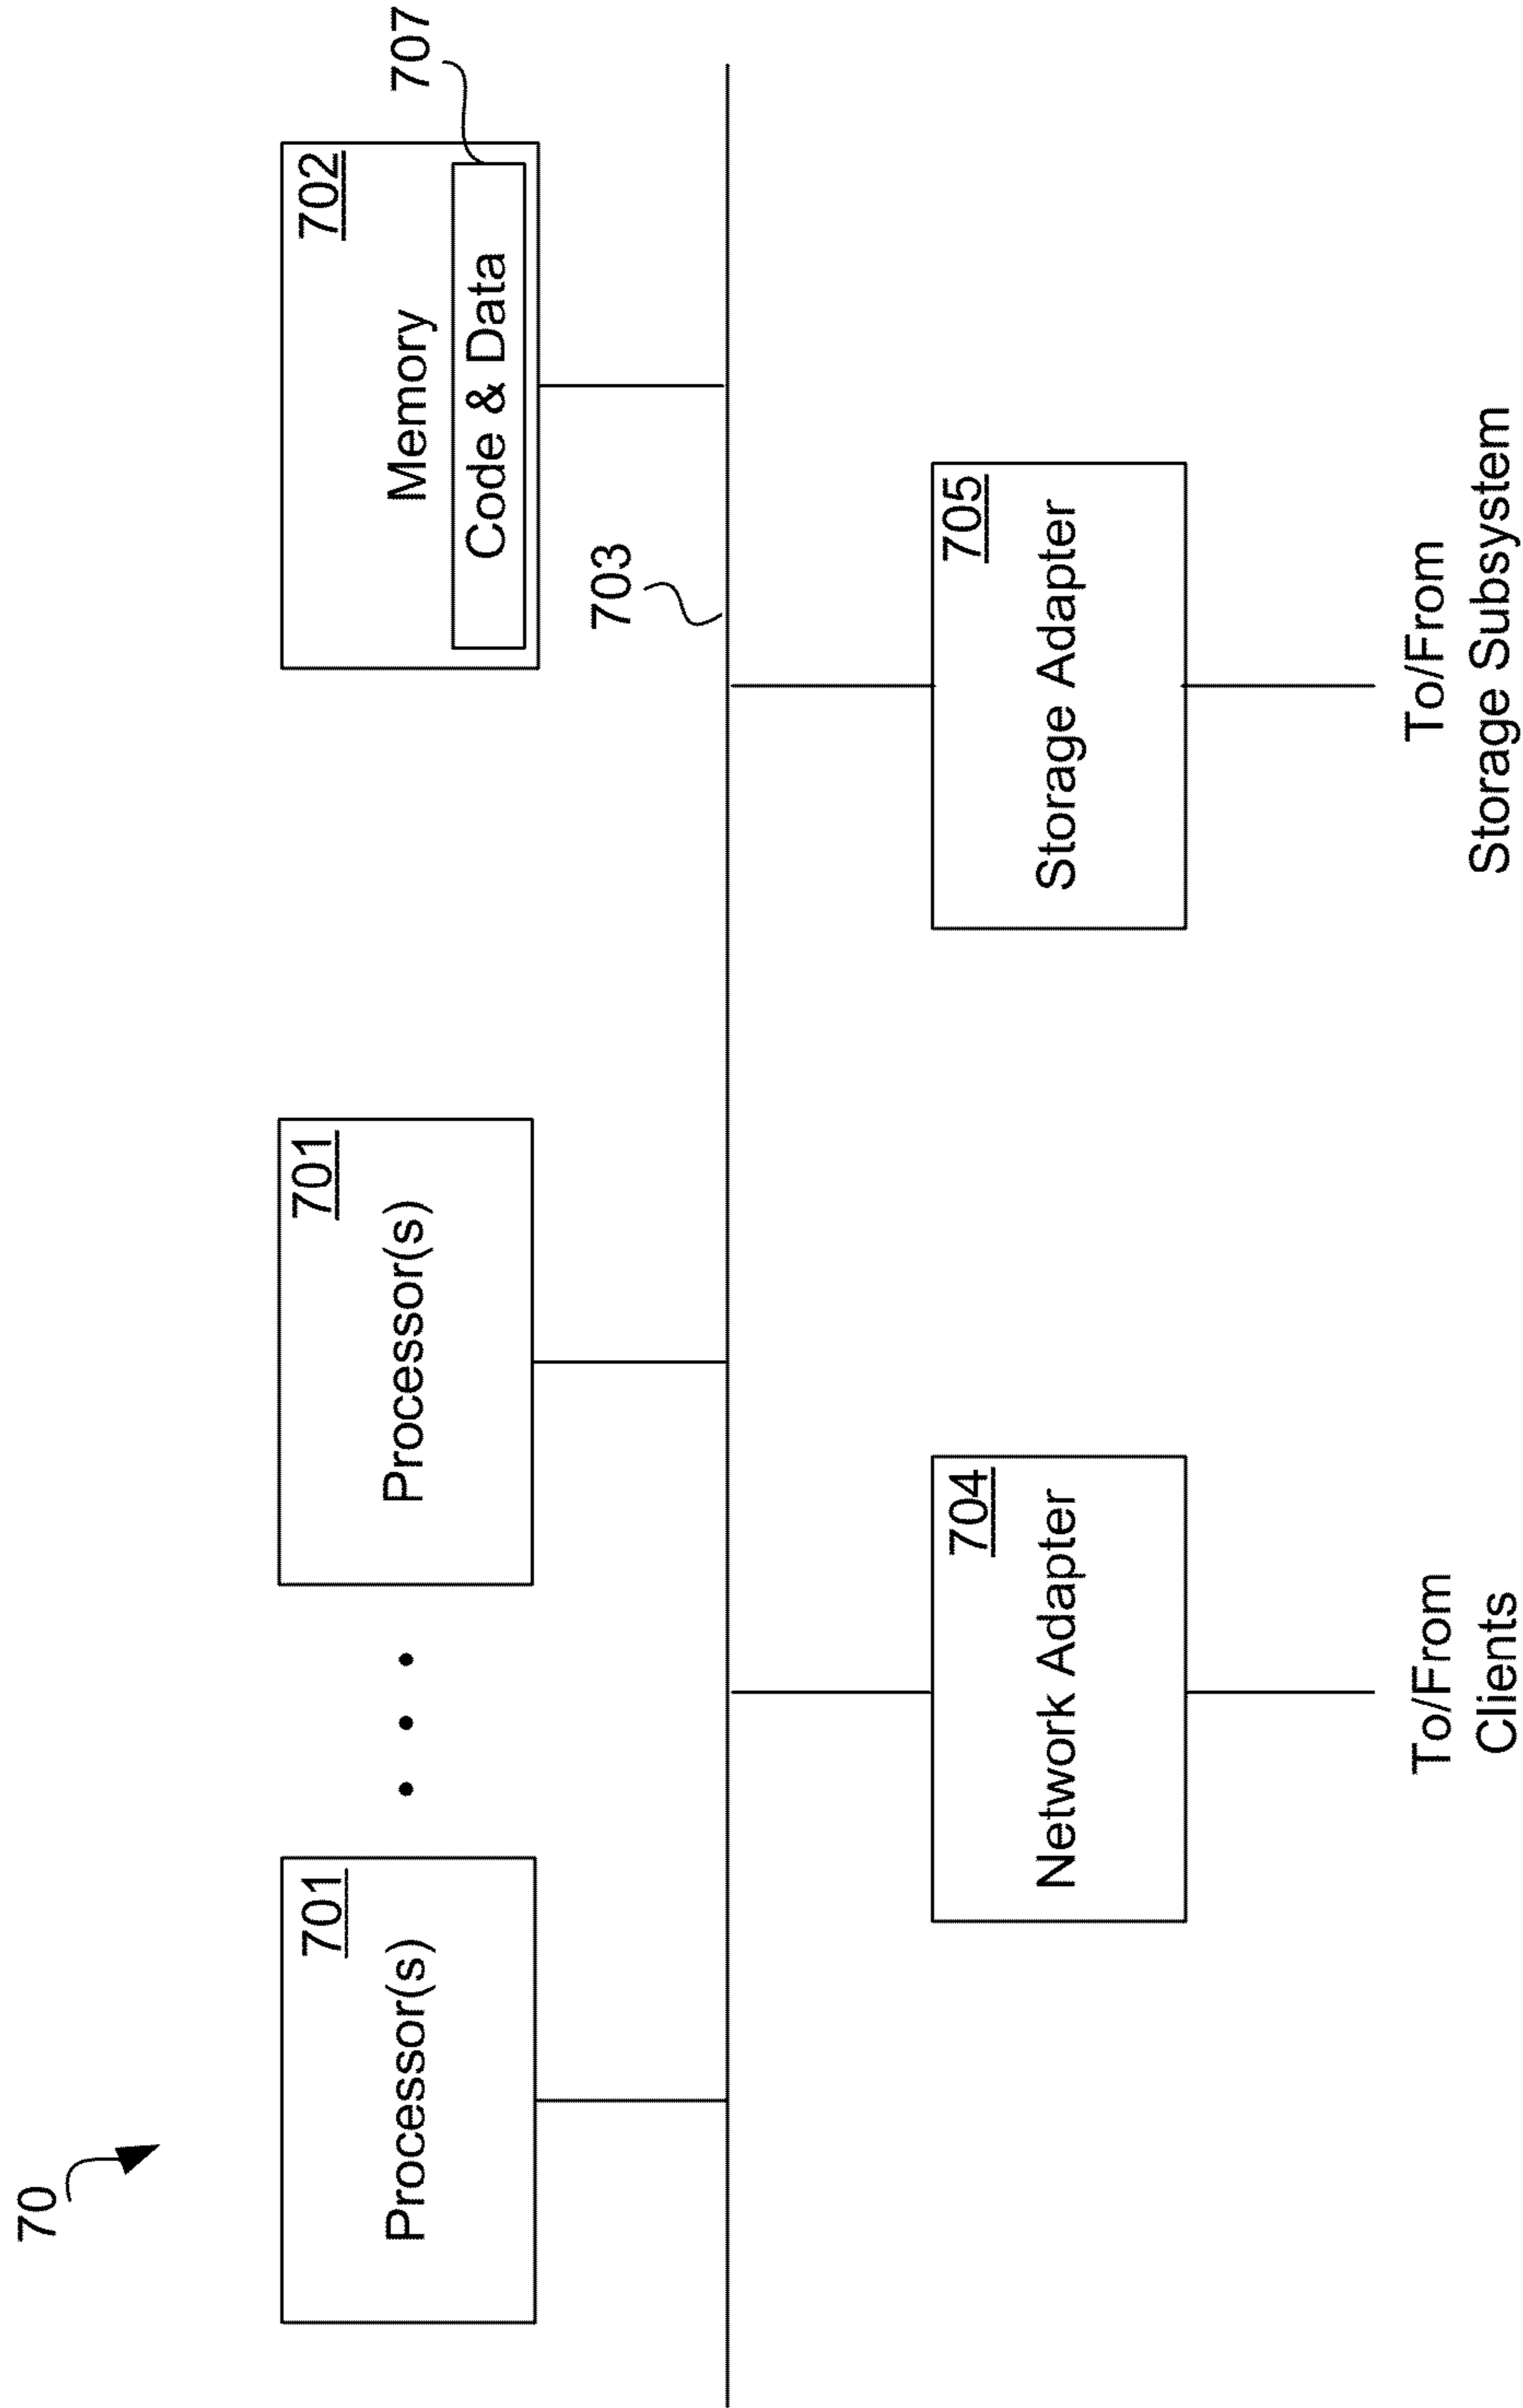 70
701
Processor(s)
701
Processor(s)
702
Memory
Code & Data
707
703
704
Network Adapter
705
Storage Adapter
To/From
Clients
To/From
Storage Subsystem